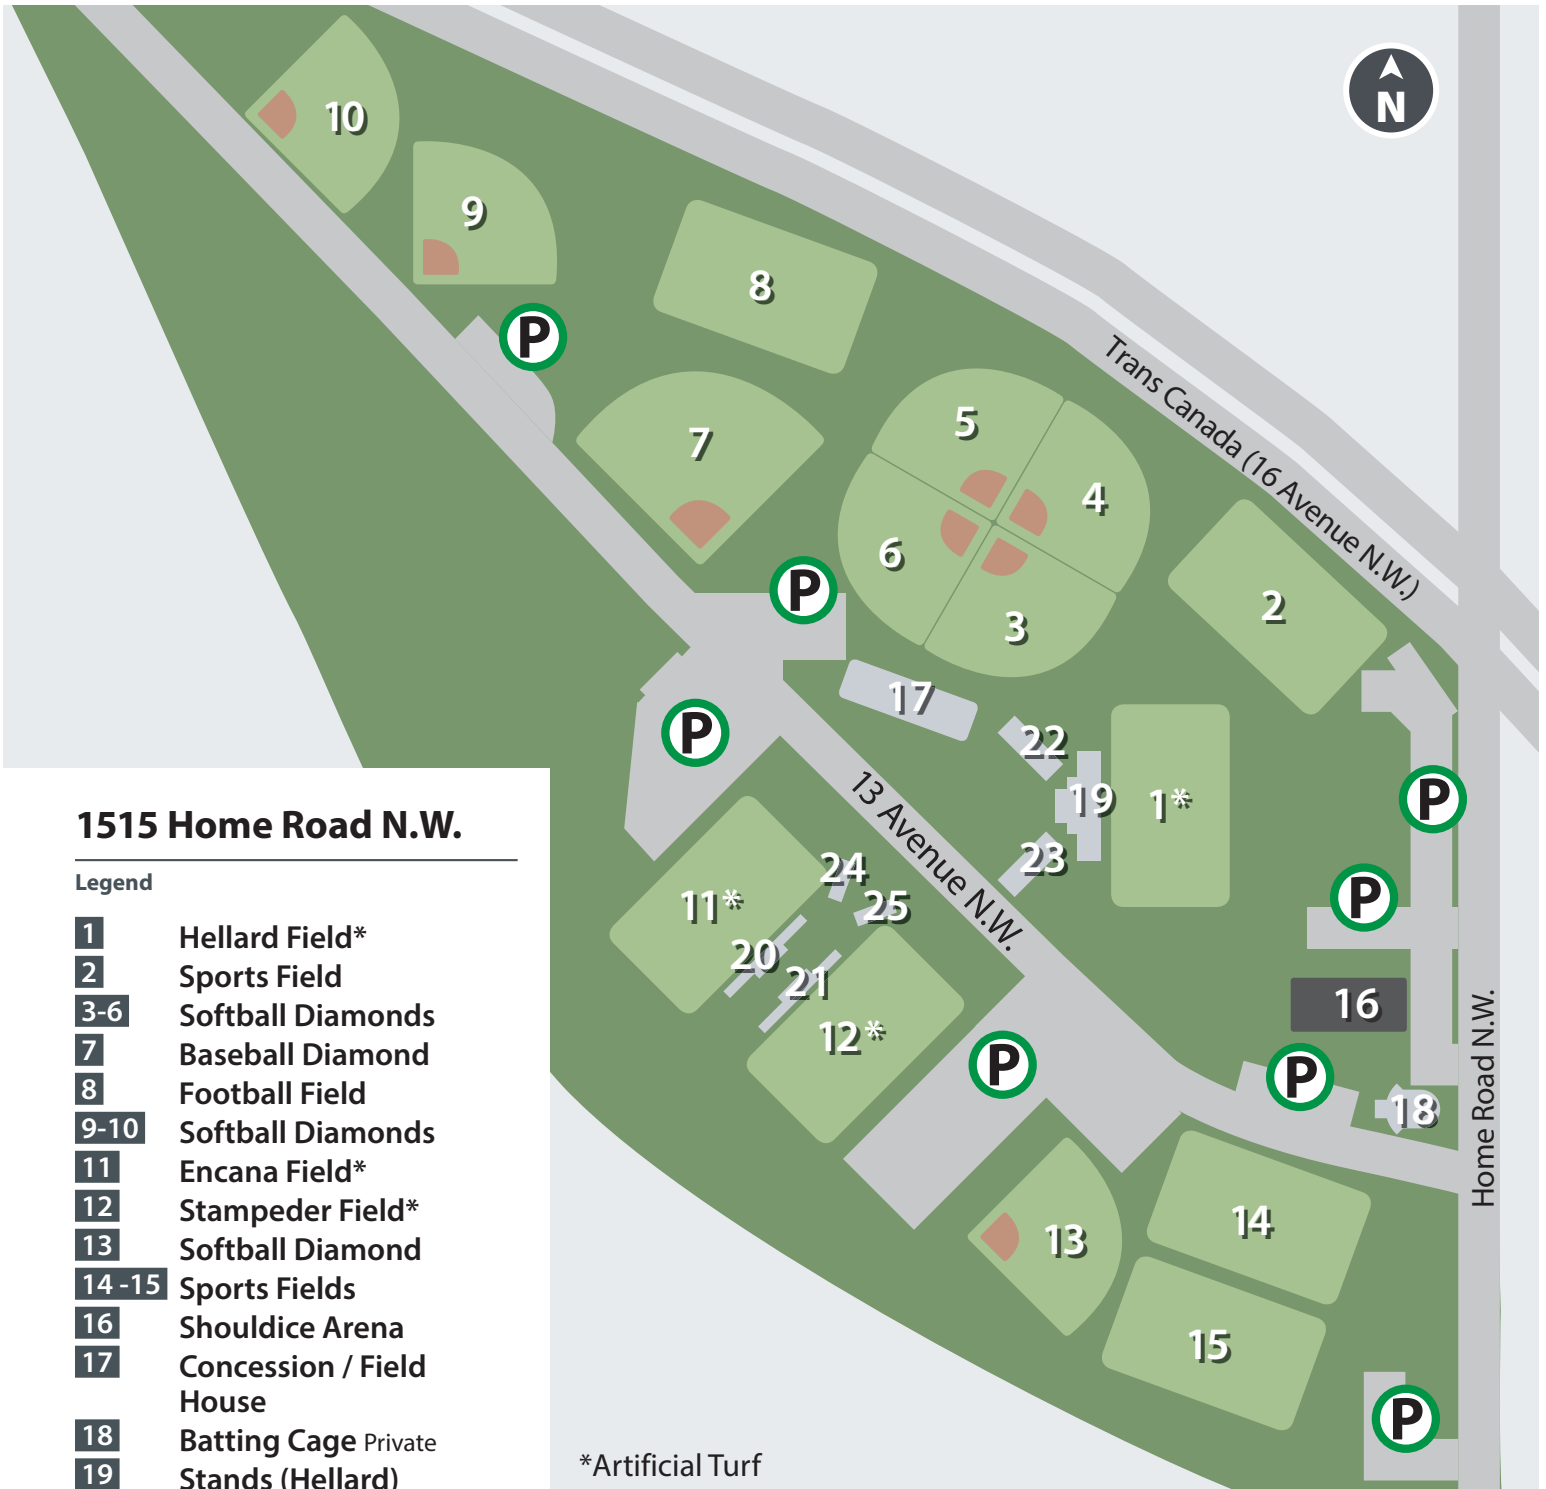 N
10
9
8
P
5
7
4
Trans Canada (16 Avenue N.W.)
6
P
2
3
17
P
22
1*
19
P
13 Avenue N.W.
23
24
P
11*
25
20
21
16
12*
P
P
18
Home Road N.W.
14
13
15
P
1515 Home Road N.W.
Legend
1 Hellard Field*
2 Sports Field
3-6 Softball Diamonds
7 Baseball Diamond
8 Football Field
9-10 Softball Diamonds
11 Encana Field*
12 Stampeder Field*
13 Softball Diamond
14 -15 Sports Fields
16 Shouldice Arena
17 Concession / Field
House
18 Batting Cage Private
19 Stands (Hellard)
*Artificial Turf